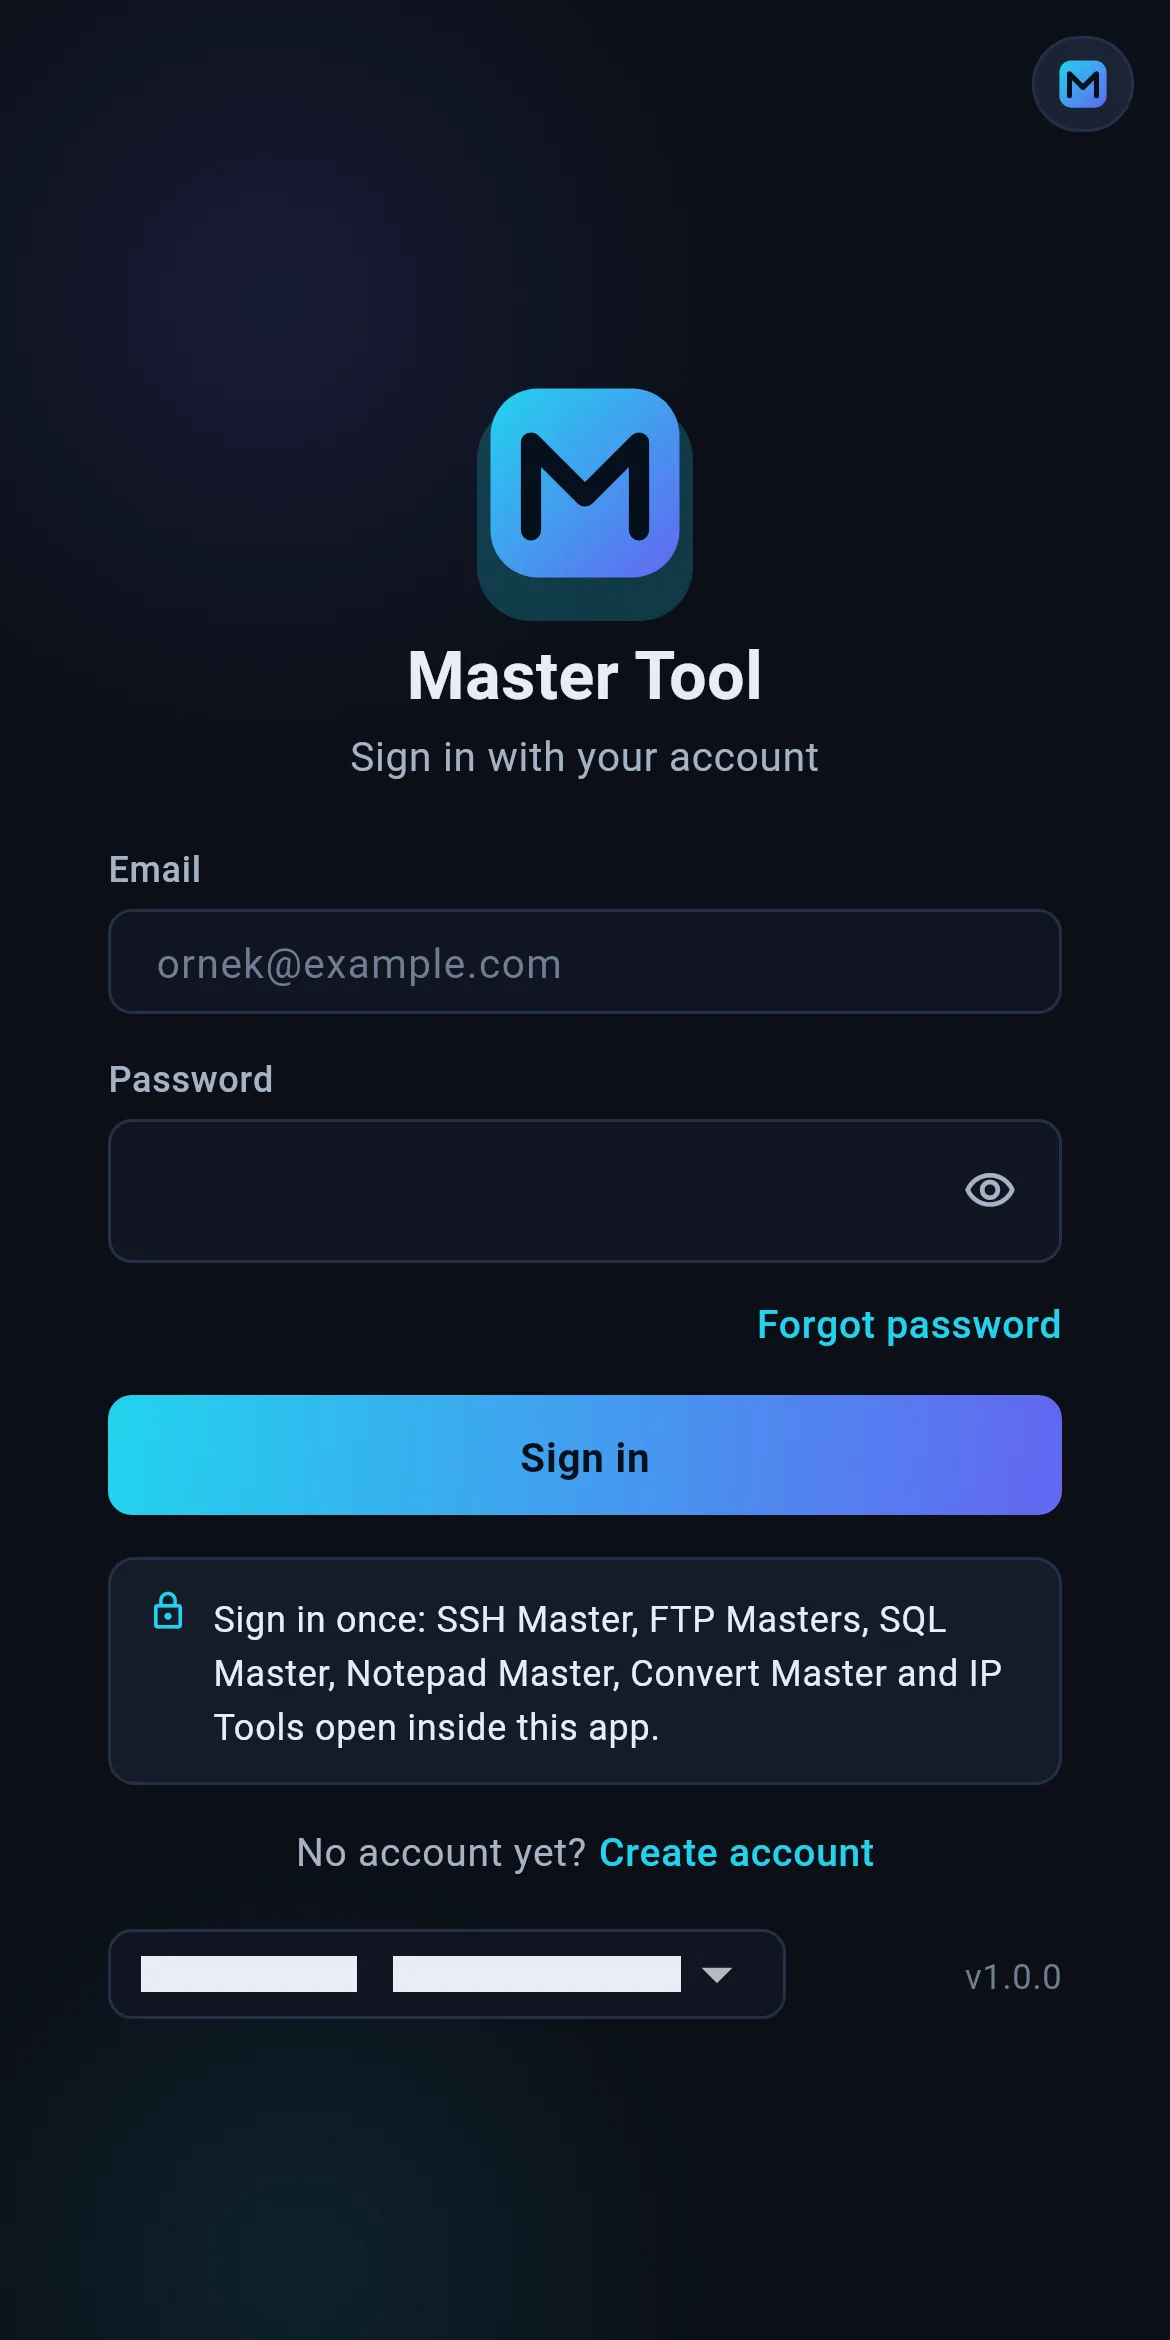 M
M
Master Tool
Sign in with your account
Email
ornek@example.com
Password
Forgot password
Sign in
Sign in once: SSH Master, FTP Masters, SQL
Master, Notepad Master, Convert Master and IP
Tools open inside this app.
No account yet? Create account
v1.0.0